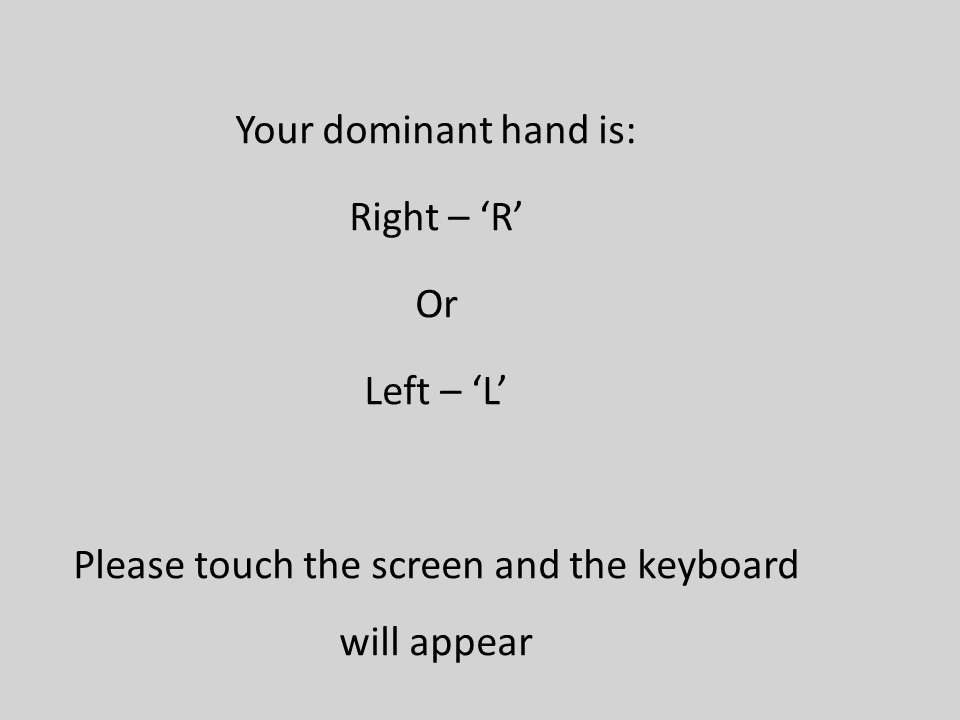 Your dominant hand is:
Right – ‘R’
Or
Left – ‘L’
Please touch the screen and the keyboard
will appear